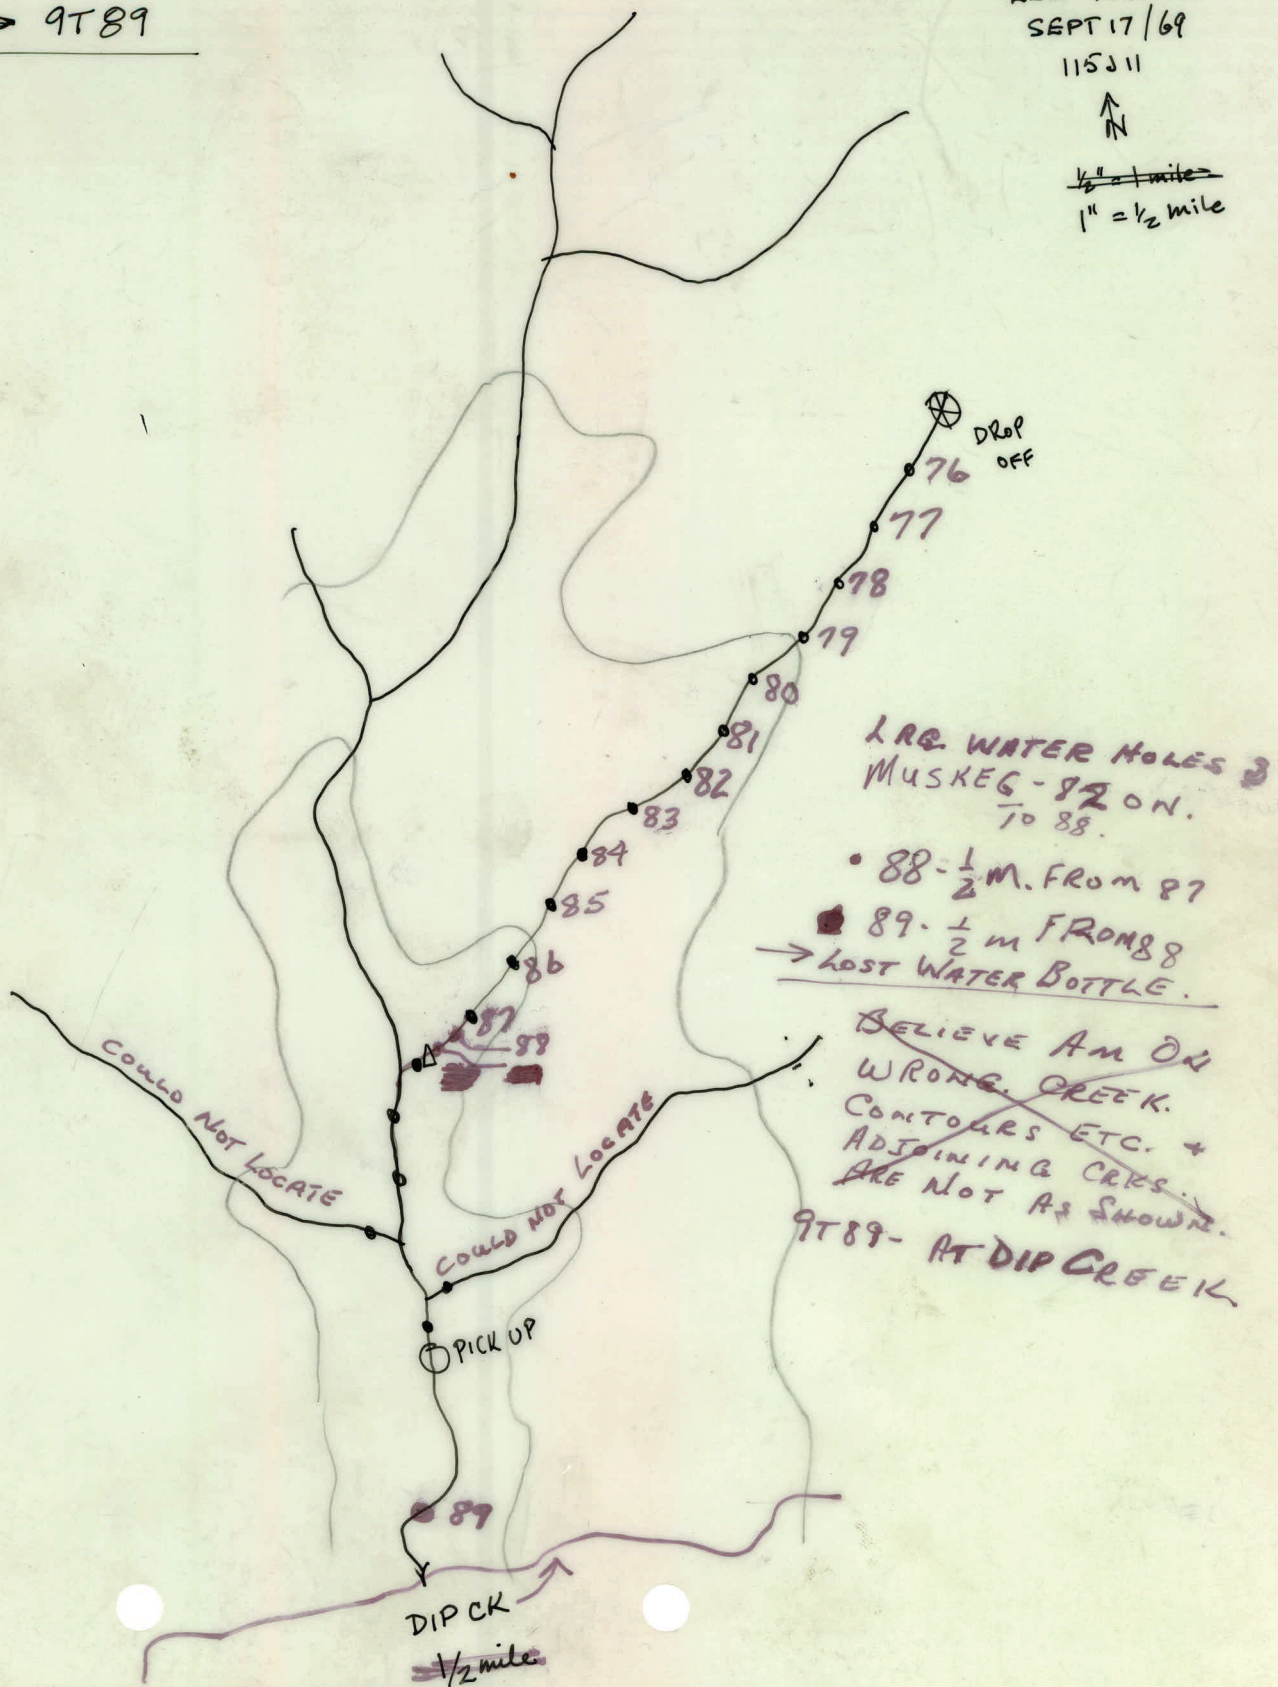 → 9T89
SEPT 17/69
115J11
N
½" = 1 mile
1" = ½ mile
DROP
OFF
76
77
78
79
80
81
82
83
84
85
86
87
88
LRG. WATER HOLES &
MUSKEG - 82 ON.
TO 88.
• 88 - ½ M. FROM 87
89 - ½ m FROM 88
→ LOST WATER BOTTLE.
BELIEVE AM ON
WRONG CREEK.
CONTOURS ETC. +
ADJOINING CRKS.
ARE NOT AS SHOWN.
9T89 - AT DIP CREEK
COULD NOT LOCATE
COULD NOT LOCATE
PICK UP
89
DIP CK
½ mile